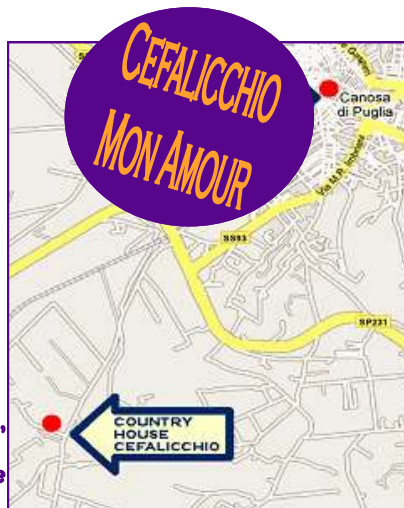 CEFALICCHIO
MON AMOUR
Canosa
di Puglia
SS93
SP231
COUNTRY
HOUSE
CEFALICCHIO